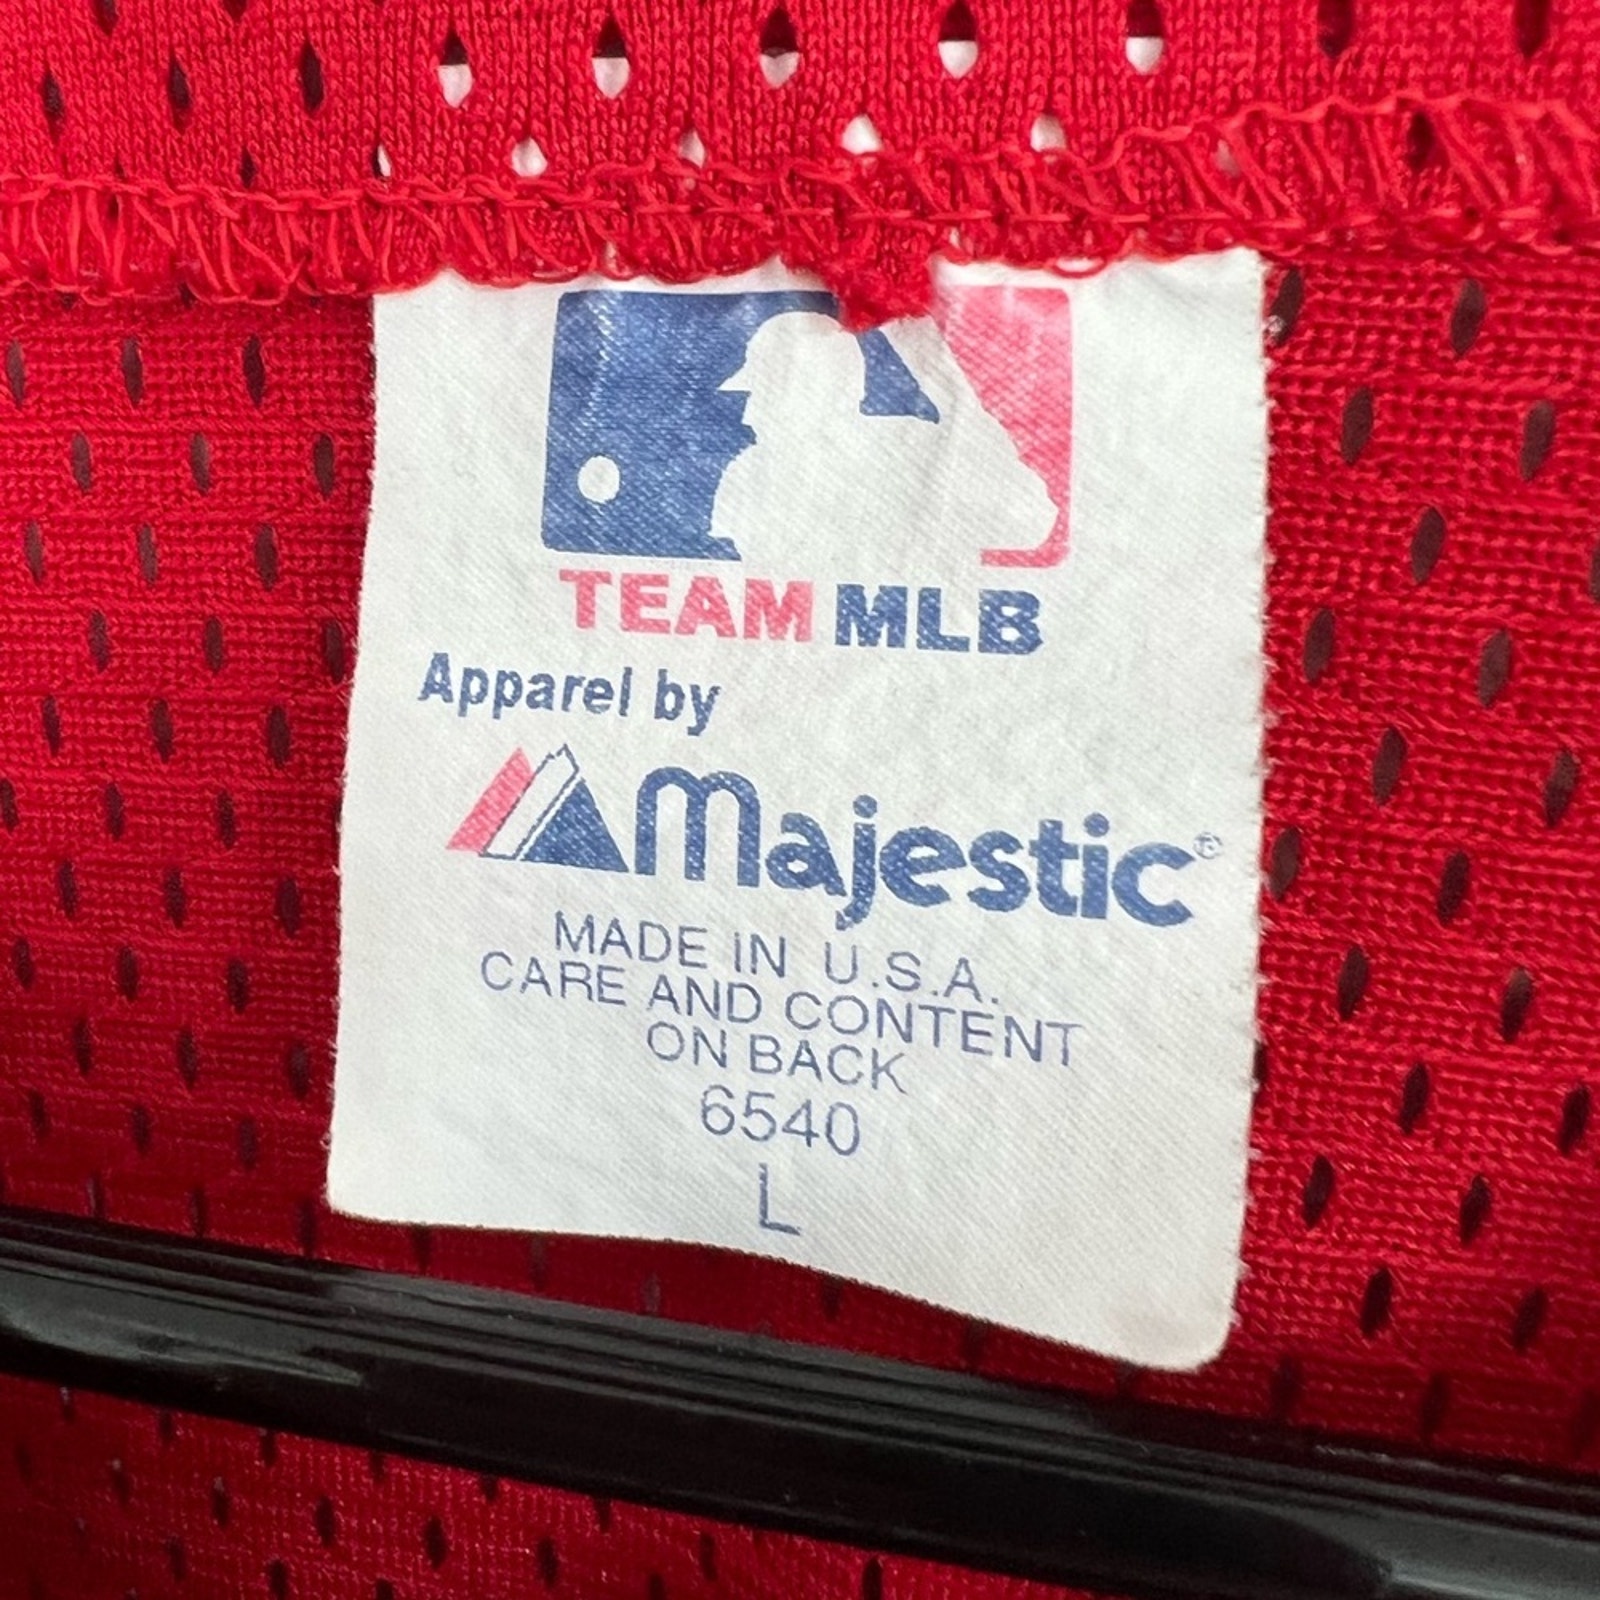 TEAM MLB
Apparel by
Majestic®
MADE IN U.S.A.
CARE AND CONTENT
ON BACK
6540
L